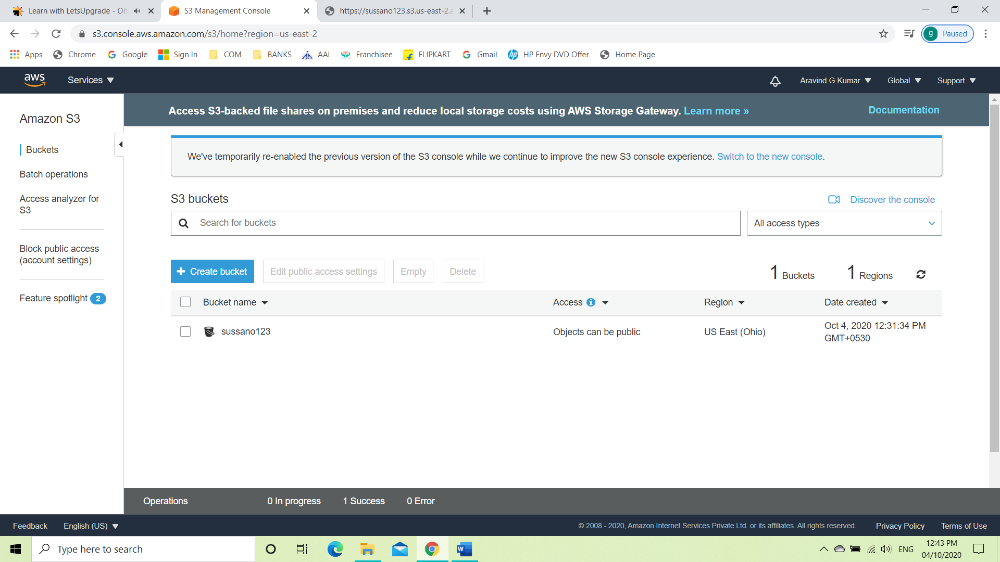 Learn with LetsUpgrade - On
S3 Management Console
https://sussano123.s3.us-east-2.a
s3.console.aws.amazon.com/s3/home?region=us-east-2
g Paused
Apps Chrome Google Sign In COM BANKS AAI Franchisee FLIPKART Gmail hp HP Envy DVD Offer Home Page
aws Services Aravind G Kumar Global Support
Access S3-backed file shares on premises and reduce local storage costs using AWS Storage Gateway. Learn more » Documentation
Amazon S3
Buckets
Batch operations
Access analyzer for
S3
Block public access
(account settings)
Feature spotlight 2
We've temporarily re-enabled the previous version of the S3 console while we continue to improve the new S3 console experience. Switch to the new console.
S3 buckets
Discover the console
Search for buckets
All access types
+ Create bucket Edit public access settings Empty Delete
1 Buckets 1 Regions
Bucket name Access i Region Date created
sussano123 Objects can be public US East (Ohio) Oct 4, 2020 12:31:34 PM
GMT+0530
Operations 0 In progress 1 Success 0 Error
Feedback English (US) © 2008 - 2020, Amazon Internet Services Private Ltd. or its affiliates. All rights reserved. Privacy Policy Terms of Use
Type here to search
W
ENG
12:43 PM
04/10/2020